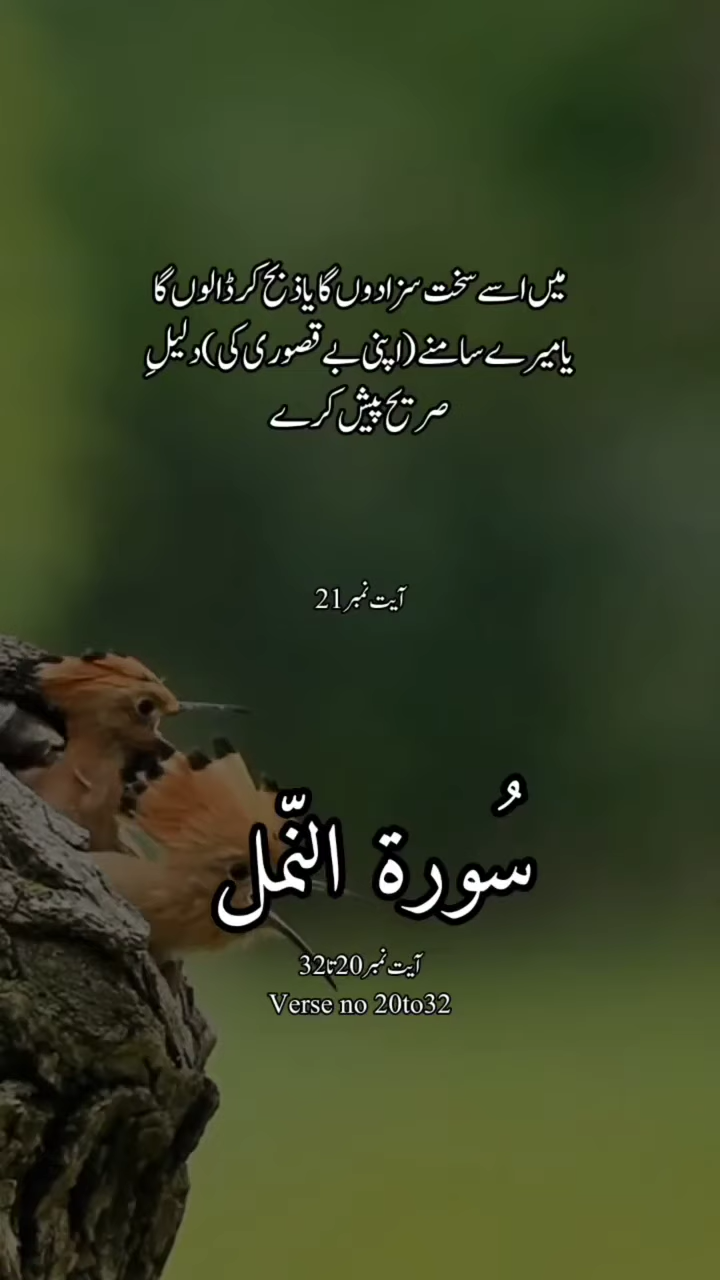 میں اسے سخت سزا دوں گا یا ذبح کر ڈالوں گا
یا میرے سامنے (اپنی بے قصوری کی) دلیلِ
صریح پیش کرے
آیت نمبر 21
سُورۃ النّمل
آیت نمبر 20 تا 32
Verse no 20to32